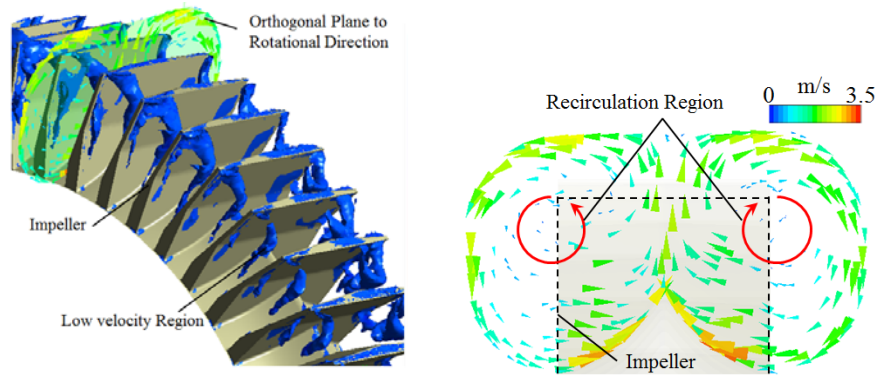 Orthogonal Plane to
Rotational Direction
Impeller
Low velocity Region
Recirculation Region
0 m/s 3.5
Impeller